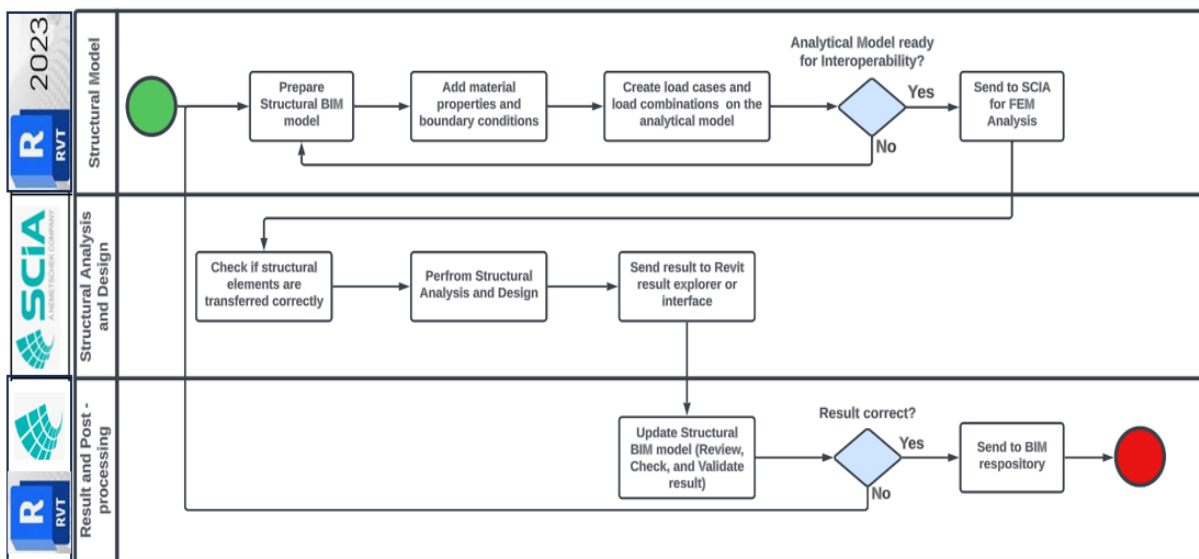 2023
R
RVT
Structural Model
Prepare
Structural BIM
model
Add material
properties and
boundary conditions
Create load cases and
load combinations on the
analytical model
Analytical Model ready
for Interoperability?
Yes
No
Send to SCIA
for FEM
Analysis
SCiA
A NEMETSCHEK COMPANY
Structural Analysis
and Design
Check if structural
elements are
transferred correctly
Perfrom Structural
Analysis and Design
Send result to Revit
result explorer or
interface
R
RVT
Result and Post -
processing
Update Structural
BIM model (Review,
Check, and Validate
result)
Result correct?
Yes
No
Send to BIM
respository